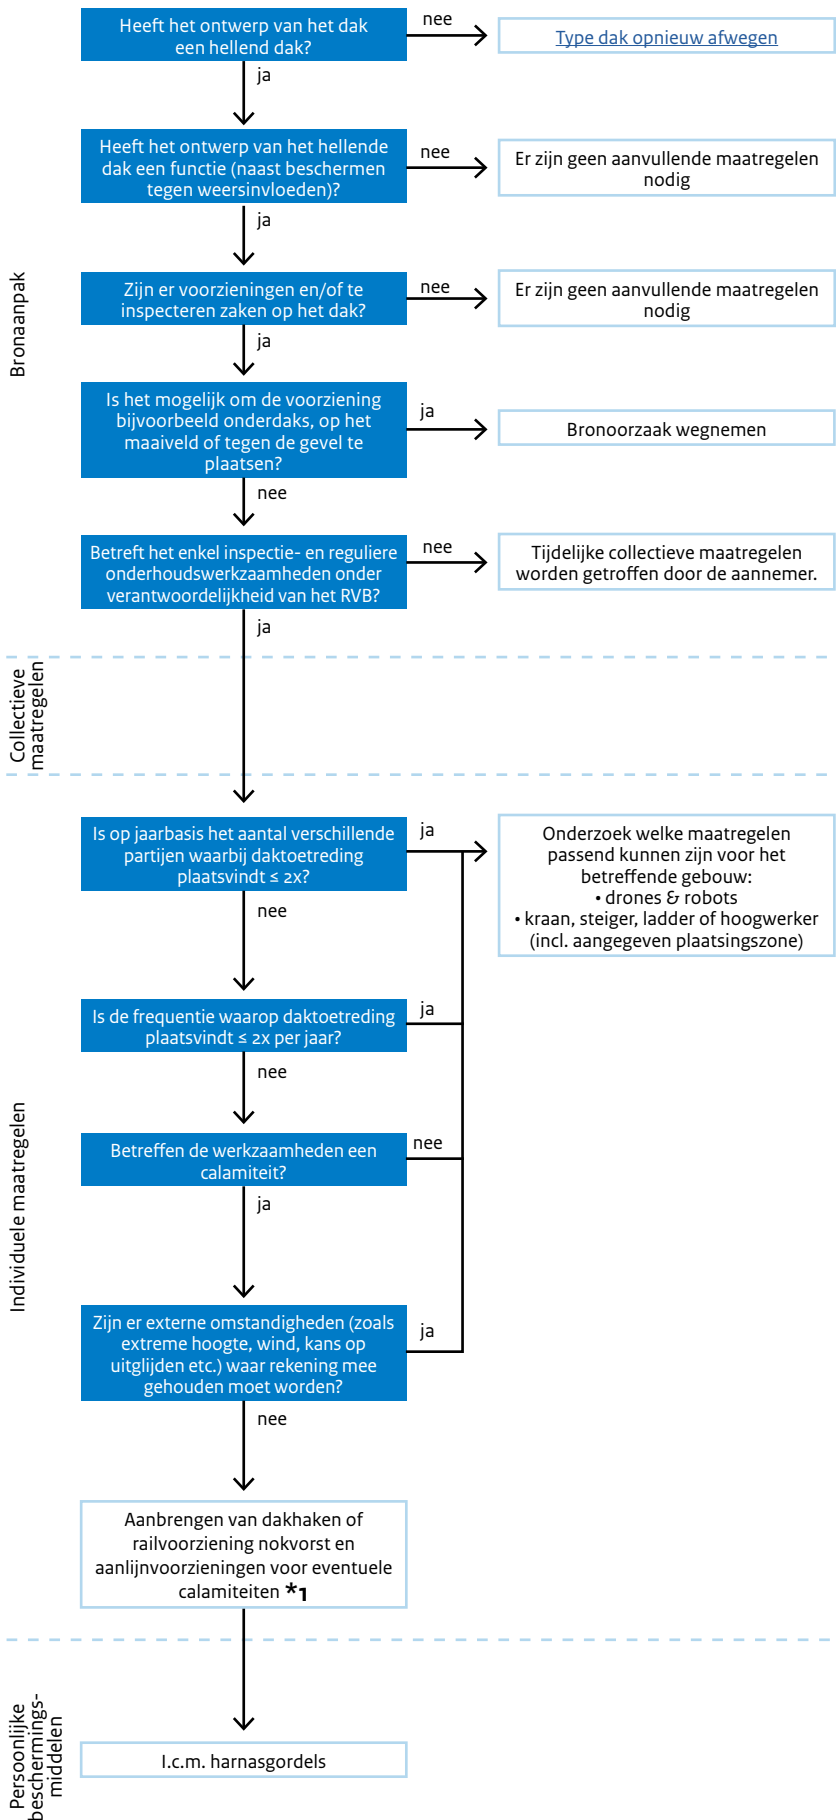 Heeft het ontwerp van het dak
een hellend dak?
nee
Type dak opnieuw afwegen
ja
Bronaanpak
Heeft het ontwerp van het hellende
dak een functie (naast beschermen
tegen weersinvloeden)?
nee
Er zijn geen aanvullende maatregelen
nodig
ja
Zijn er voorzieningen en/of te
inspecteren zaken op het dak?
nee
Er zijn geen aanvullende maatregelen
nodig
ja
Is het mogelijk om de voorziening
bijvoorbeeld onderdaks, op het
maaiveld of tegen de gevel te
plaatsen?
ja
Bronoorzaak wegnemen
nee
Betreft het enkel inspectie- en reguliere
onderhoudswerkzaamheden onder
verantwoordelijkheid van het RVB?
nee
Tijdelijke collectieve maatregelen
worden getroffen door de aannemer.
ja
Collectieve
maatregelen
Individuele maatregelen
Is op jaarbasis het aantal verschillende
partijen waarbij daktoetreding
plaatsvindt ≤ 2x?
ja
Onderzoek welke maatregelen
passend kunnen zijn voor het
betreffende gebouw:
• drones & robots
• kraan, steiger, ladder of hoogwerker
(incl. aangegeven plaatsingszone)
nee
Is de frequentie waarop daktoetreding
plaatsvindt ≤ 2x per jaar?
ja
nee
Betreffen de werkzaamheden een
calamiteit?
nee
ja
Zijn er externe omstandigheden (zoals
extreme hoogte, wind, kans op
uitglijden etc.) waar rekening mee
gehouden moet worden?
ja
nee
Aanbrengen van dakhaken of
railvoorziening nokvorst en
aanlijnvoorzieningen voor eventuele
calamiteiten *1
Persoonlijke
beschermings-
middelen
I.c.m. harnasgordels